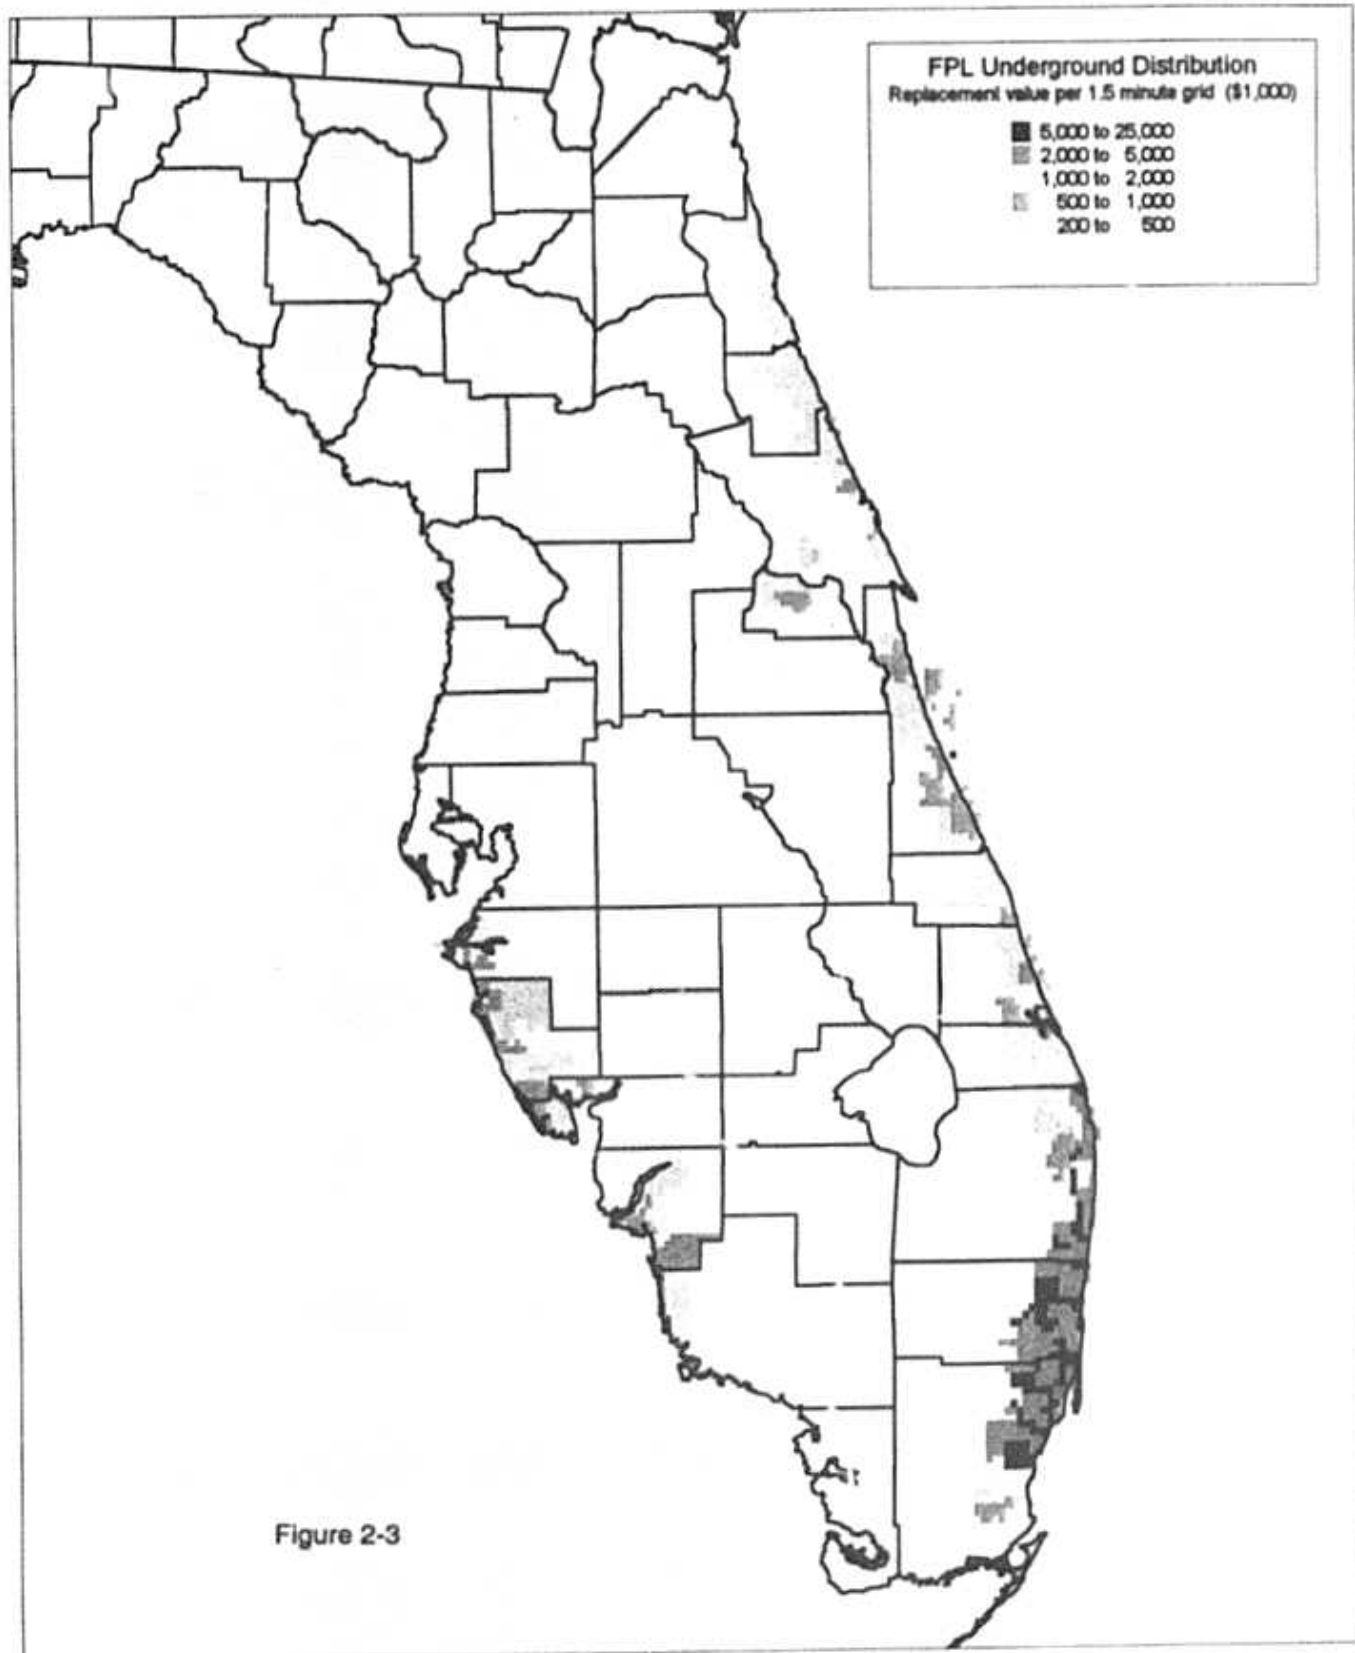 FPL Underground Distribution
Replacement value per 1.5 minute grid ($1,000)
5,000 to 25,000
2,000 to 5,000
1,000 to 2,000
500 to 1,000
200 to 500
Figure 2-3